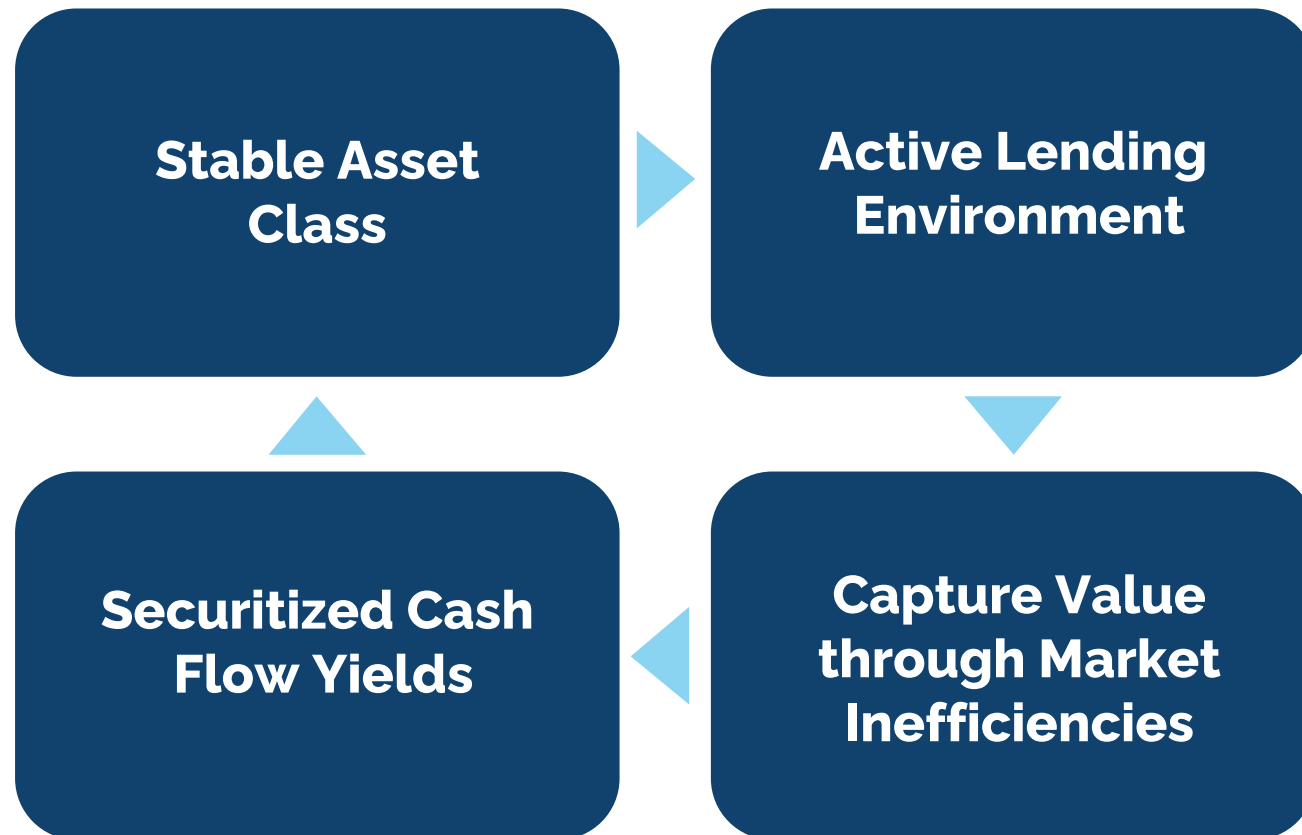 Stable Asset
Class
Active Lending
Environment
Securitized Cash
Flow Yields
Capture Value
through Market
Inefficiencies